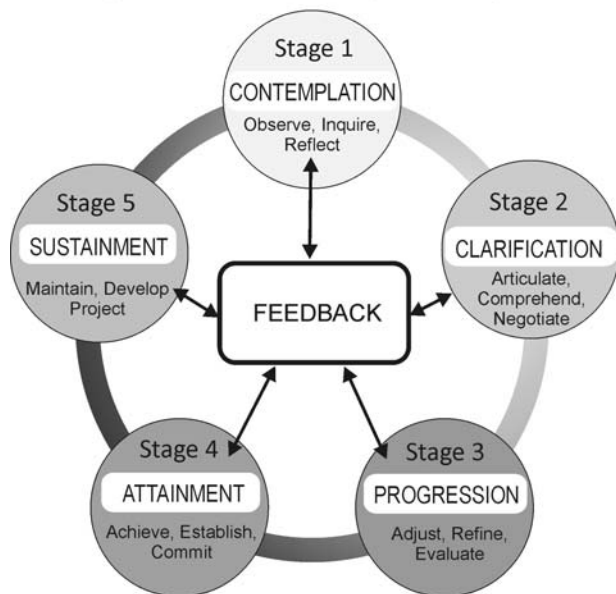 Stage 1
CONTEMPLATION
Observe, Inquire,
Reflect
Stage 2
CLARIFICATION
Articulate,
Comprehend,
Negotiate
Stage 3
PROGRESSION
Adjust, Refine,
Evaluate
Stage 4
ATTAINMENT
Achieve, Establish,
Commit
Stage 5
SUSTAINMENT
Maintain, Develop
Project
FEEDBACK